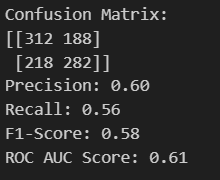 Confusion Matrix:
[[312 188]
 [218 282]]
Precision: 0.60
Recall: 0.56
F1-Score: 0.58
ROC AUC Score: 0.61